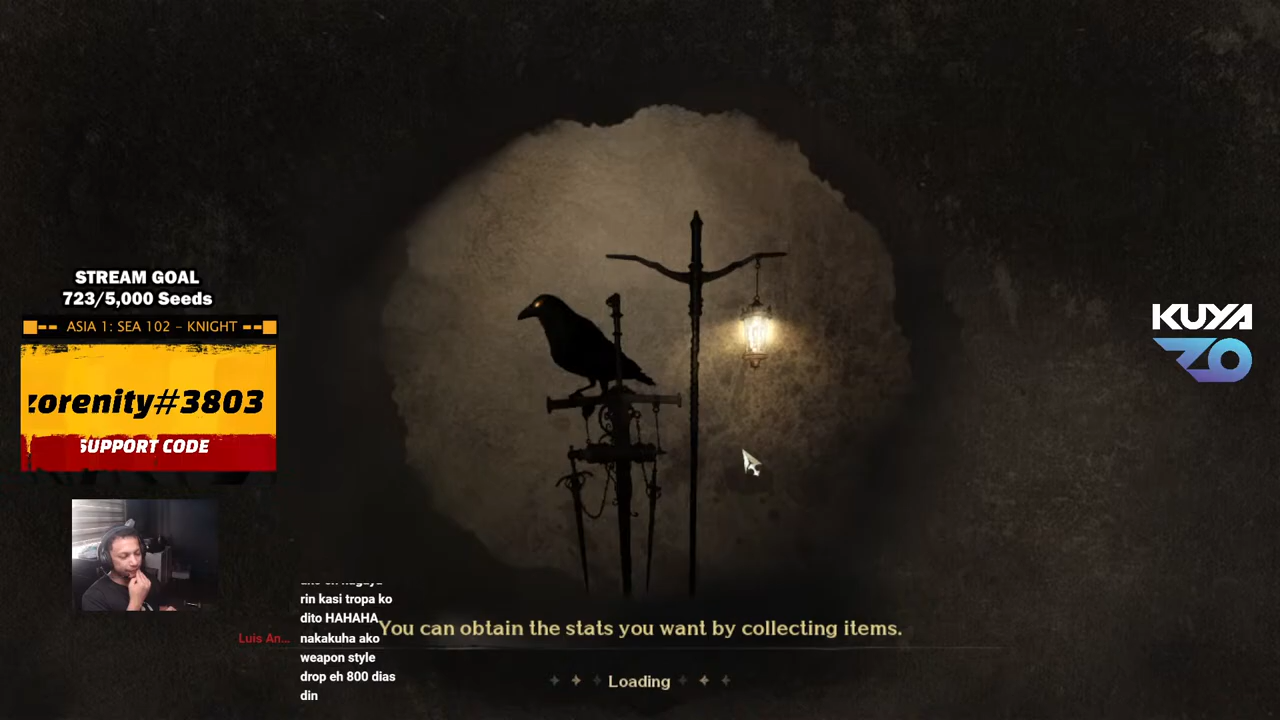 STREAM GOAL
723/5,000 Seeds
ASIA 1: SEA 102 - KNIGHT
zorenity#3803
SUPPORT CODE
KUYA
ZO
rin kasi tropa ko
dito HAHAHA
Luis An... nakakuha ako
weapon style
drop eh 800 dias
din
You can obtain the stats you want by collecting items.
Loading